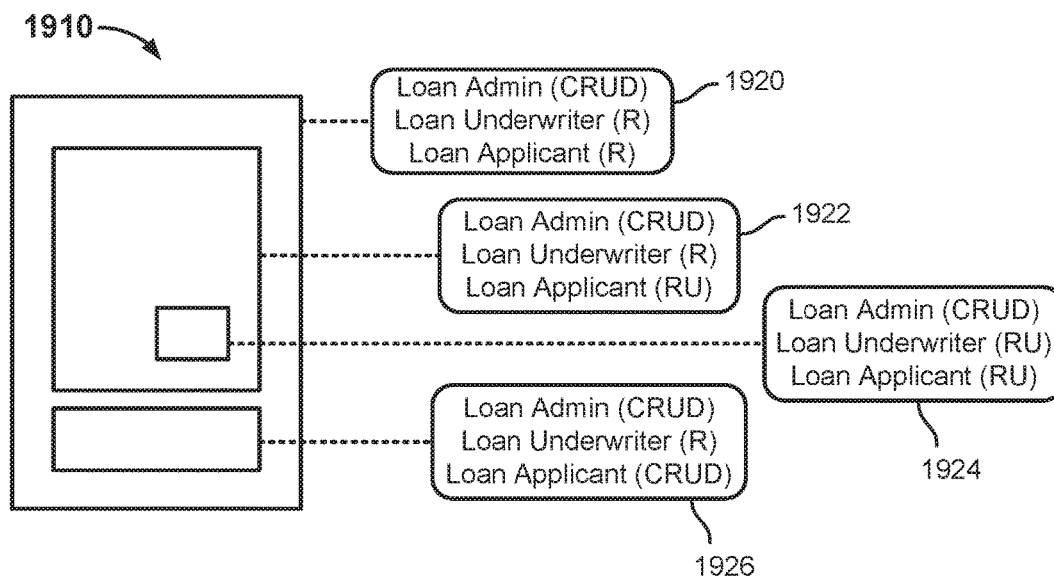 1910
Loan Admin (CRUD)
Loan Underwriter (R)
Loan Applicant (R)
1920
Loan Admin (CRUD)
Loan Underwriter (R)
Loan Applicant (RU)
1922
Loan Admin (CRUD)
Loan Underwriter (RU)
Loan Applicant (RU)
1924
Loan Admin (CRUD)
Loan Underwriter (R)
Loan Applicant (CRUD)
1926